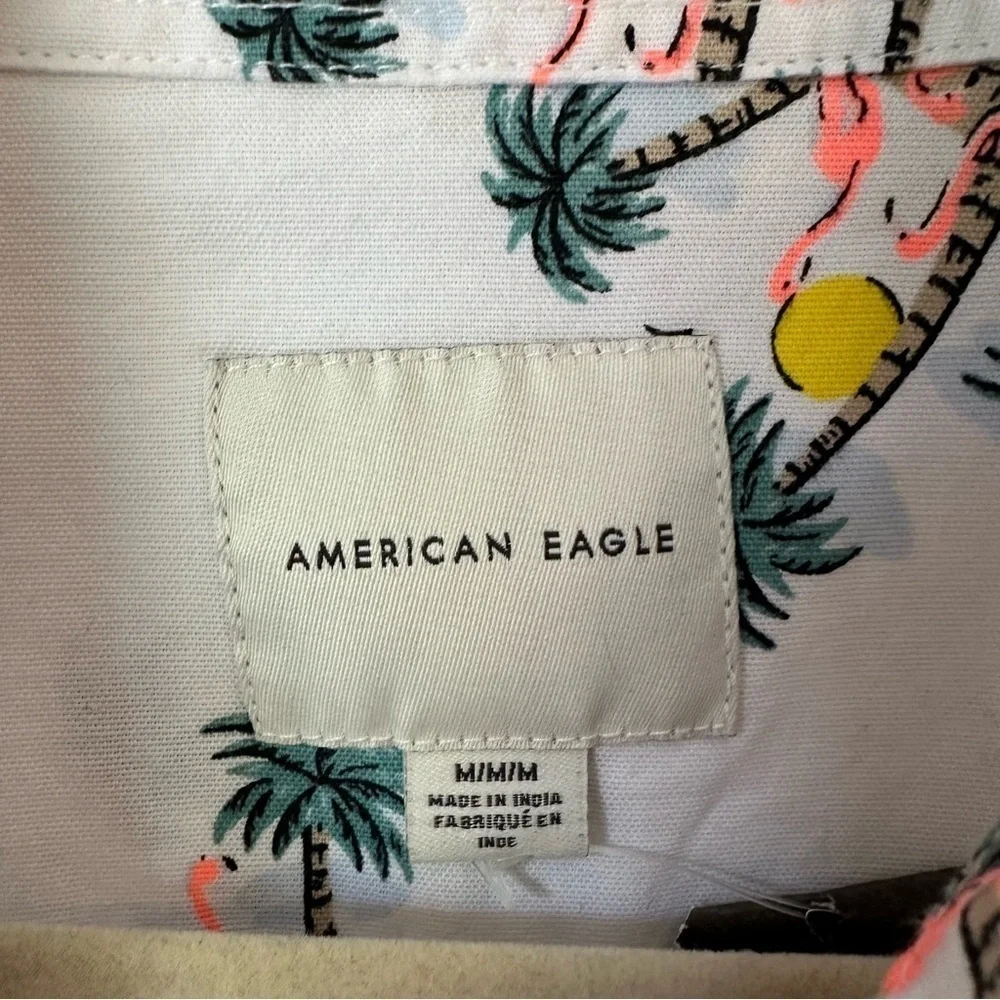 AMERICAN EAGLE
M/M/M
MADE IN INDIA
FABRIQUÉ EN
INDE